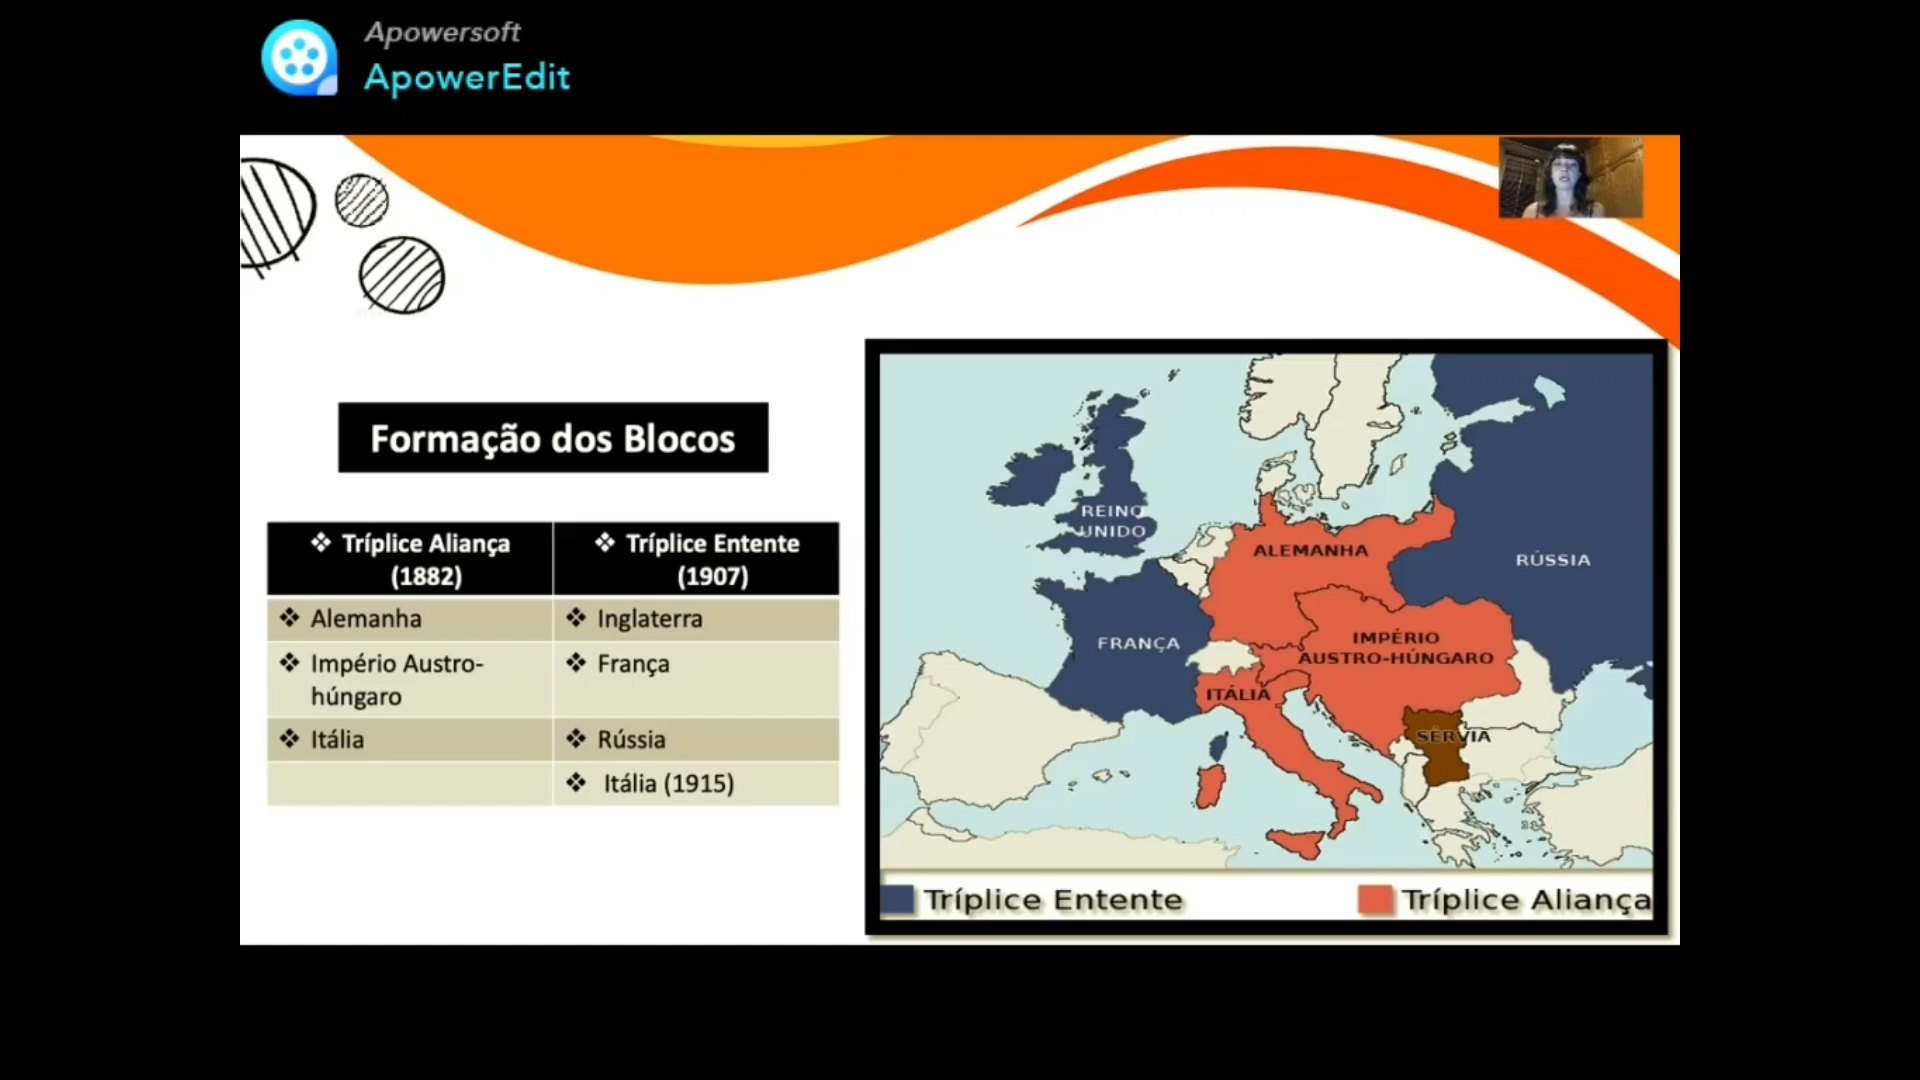 Apowersoft
ApowerEdit
Formação dos Blocos
❖ Tríplice Aliança
(1882)
❖ Tríplice Entente
(1907)
❖ Alemanha
❖ Inglaterra
❖ Império Austro-
húngaro
❖ França
❖ Itália
❖ Rússia
❖ Itália (1915)
REINO
UNIDO
ALEMANHA
RÚSSIA
FRANÇA
IMPÉRIO
AUSTRO-HÚNGARO
ITÁLIA
SÉRVIA
Tríplice Entente
Tríplice Aliança